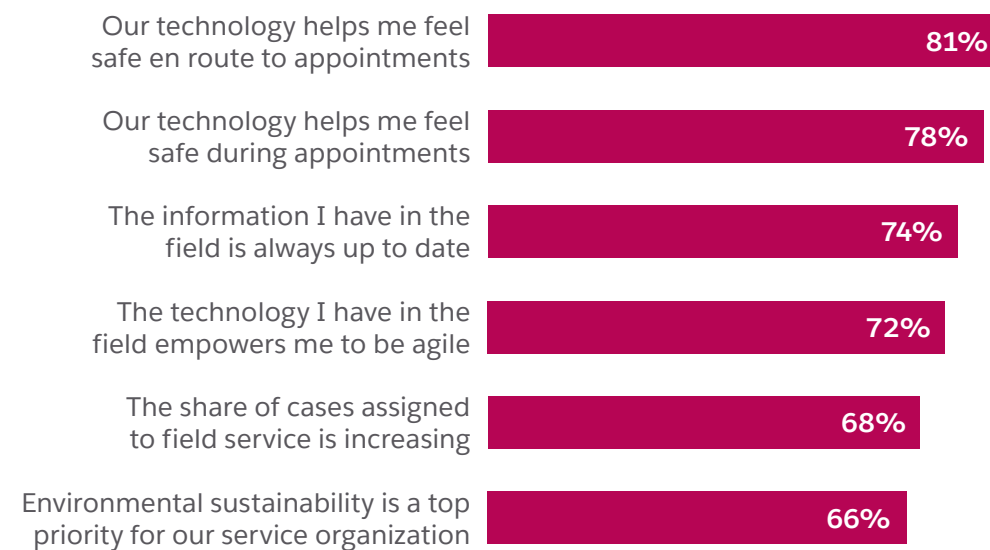 Our technology helps me feel
safe en route to appointments
81%
Our technology helps me feel
safe during appointments
78%
The information I have in the
field is always up to date
74%
The technology I have in the
field empowers me to be agile
72%
The share of cases assigned
to field service is increasing
68%
Environmental sustainability is a top
priority for our service organization
66%